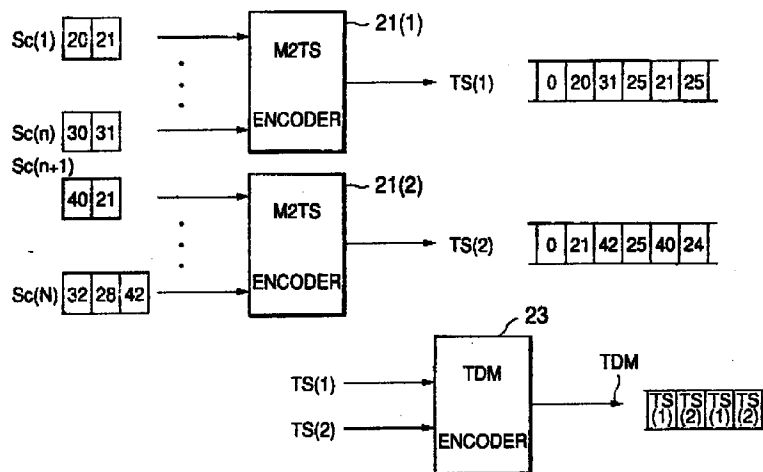 21(1)
Sc(1) 20 21
M2TS
ENCODER
TS(1)
0 20 31 25 21 25
Sc(n) 30 31
Sc(n+1)
40 21
21(2)
M2TS
ENCODER
TS(2)
0 21 42 25 40 24
Sc(N) 32 28 42
23
TS(1)
TS(2)
TDM
ENCODER
TDM
TS TS TS TS
(1) (2) (1) (2)